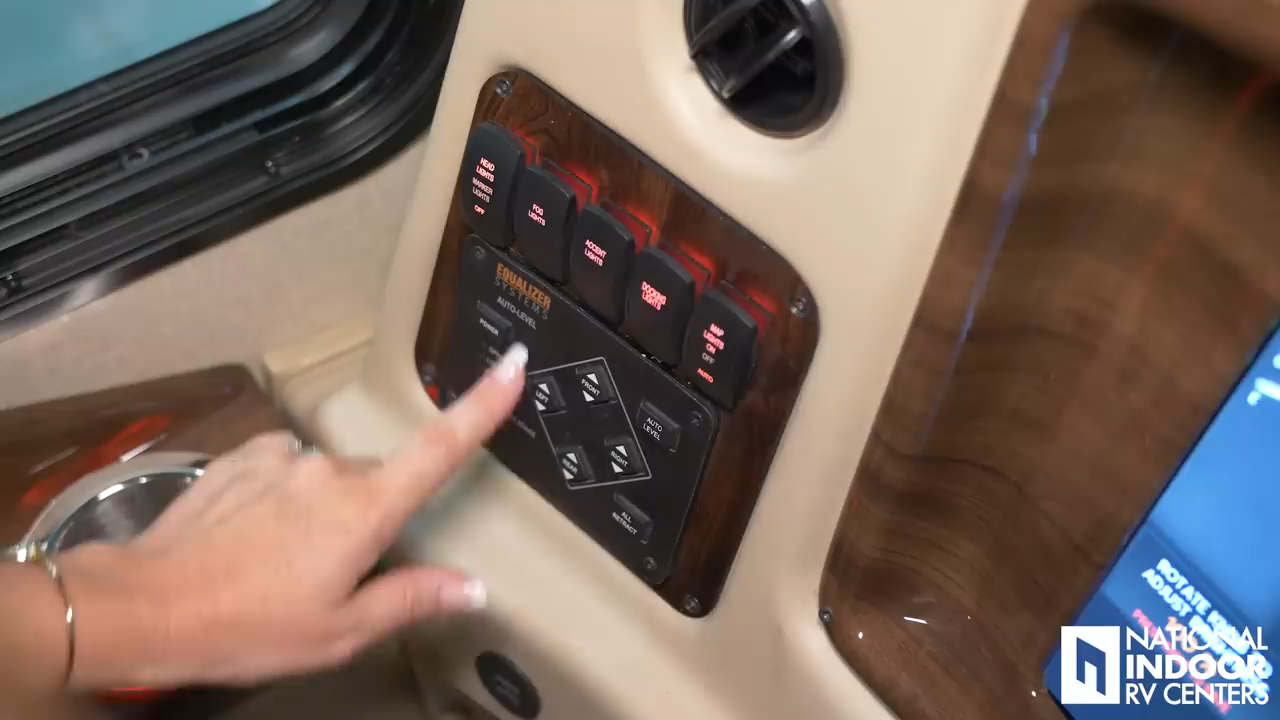 HEAD
LIGHTS
MARKER
LIGHTS
OFF
FOG
LIGHTS
ACCENT
LIGHTS
DOCKING
LIGHTS
MAP
LIGHTS
ON
OFF
AUTO
EQUALIZER
SYSTEMS
AUTO-LEVEL
POWER
LEFT
FRONT
REAR
RIGHT
AUTO
LEVEL
ALL
RETRACT
ROTATE
ADJUST
NATIONAL
INDOOR
RV CENTERS